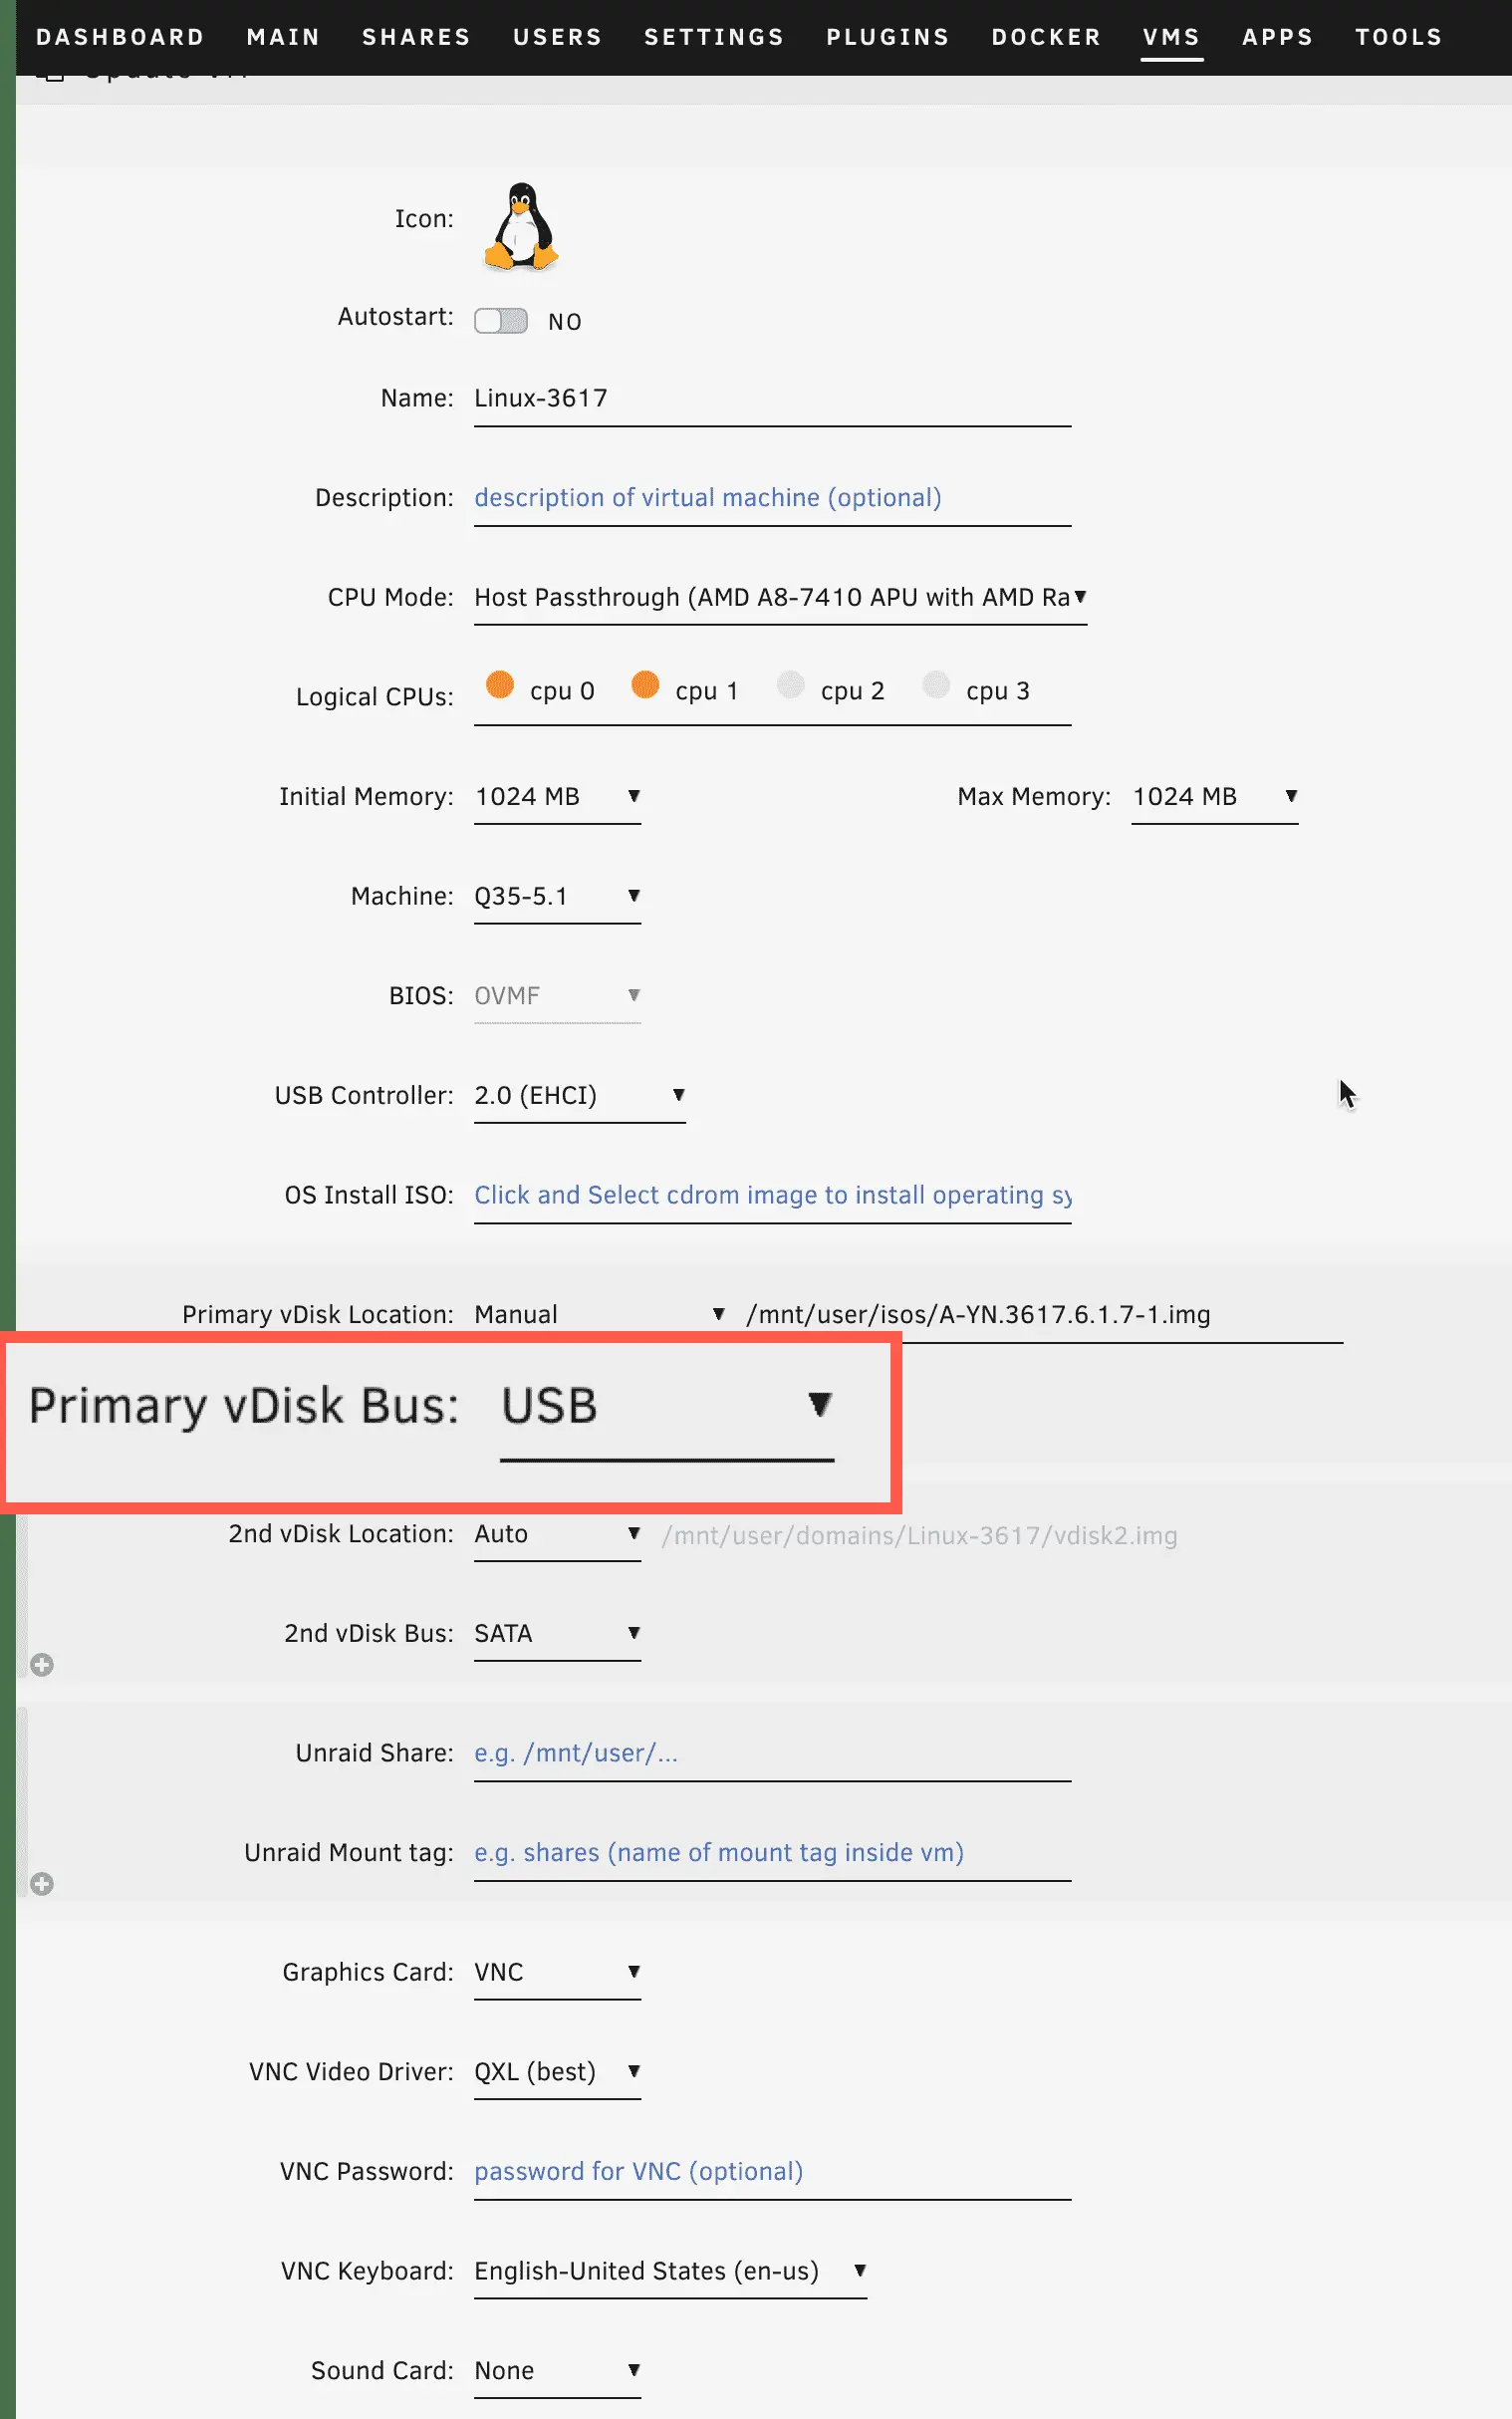 DASHBOARD MAIN SHARES USERS SETTINGS PLUGINS DOCKER VMS APPS TOOLS
Update VM
Icon:
Autostart: NO
Name: Linux-3617
Description: description of virtual machine (optional)
CPU Mode: Host Passthrough (AMD A8-7410 APU with AMD Ra
Logical CPUs: cpu 0 cpu 1 cpu 2 cpu 3
Initial Memory: 1024 MB Max Memory: 1024 MB
Machine: Q35-5.1
BIOS: OVMF
USB Controller: 2.0 (EHCI)
OS Install ISO: Click and Select cdrom image to install operating sy
Primary vDisk Location: Manual /mnt/user/isos/A-YN.3617.6.1.7-1.img
Primary vDisk Bus: USB
2nd vDisk Location: Auto /mnt/user/domains/Linux-3617/vdisk2.img
2nd vDisk Bus: SATA
Unraid Share: e.g. /mnt/user/...
Unraid Mount tag: e.g. shares (name of mount tag inside vm)
Graphics Card: VNC
VNC Video Driver: QXL (best)
VNC Password: password for VNC (optional)
VNC Keyboard: English-United States (en-us)
Sound Card: None